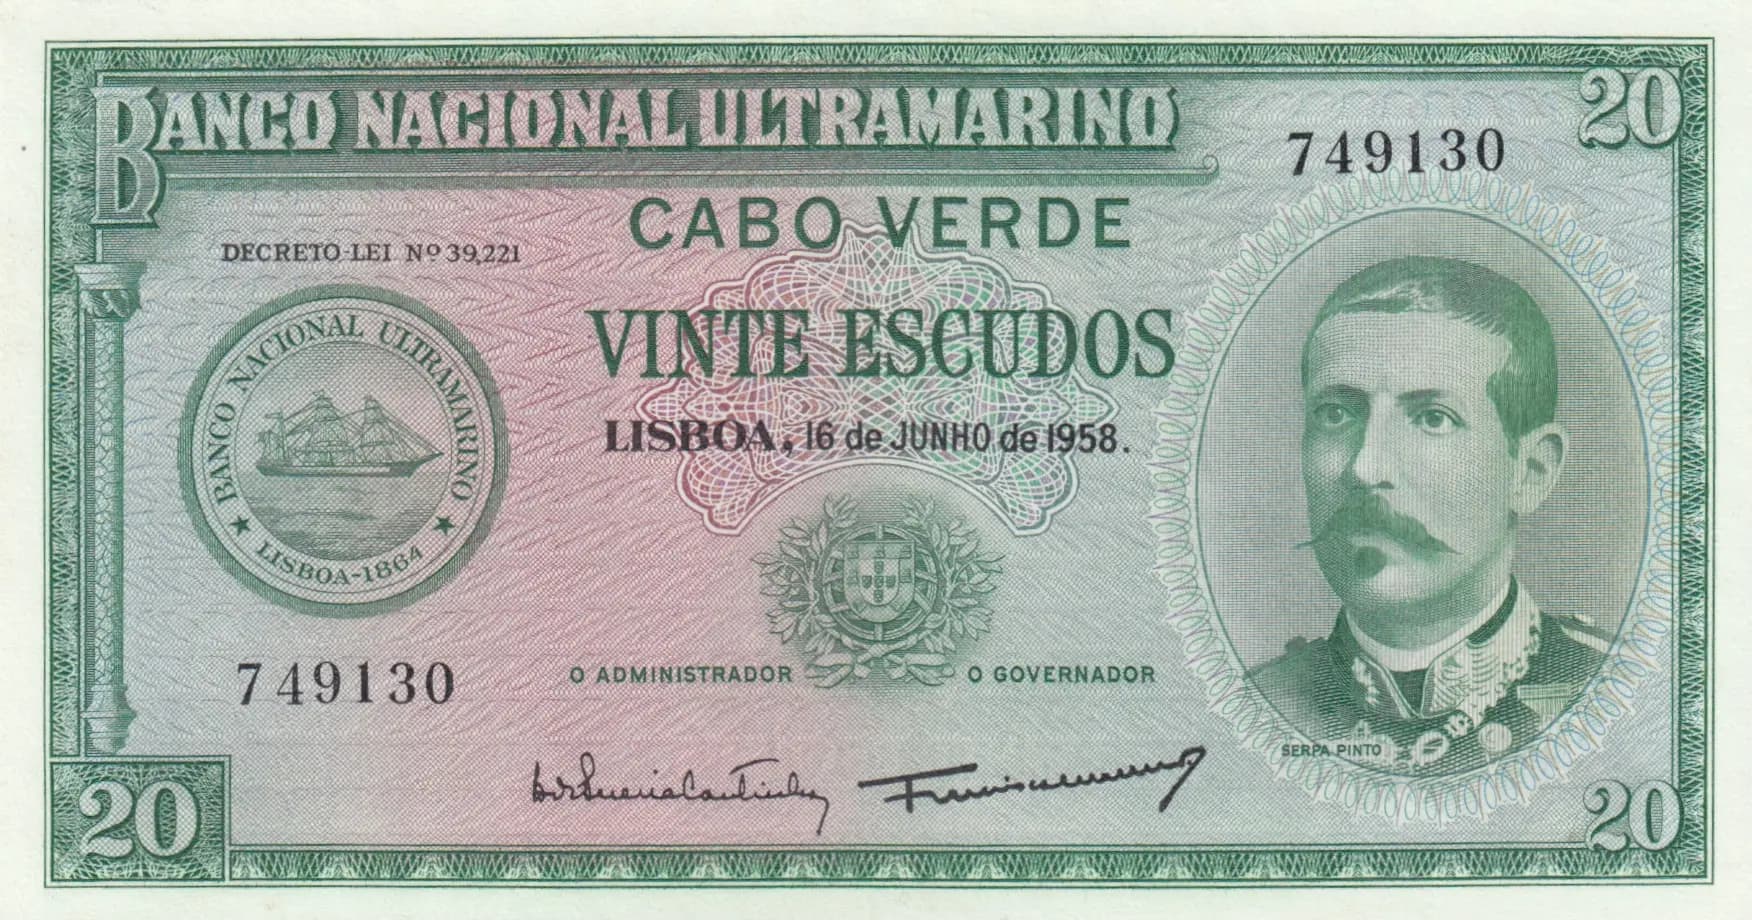 BANCO NACIONAL ULTRAMARINO
20
749130
CABO VERDE
DECRETO-LEI Nº 39,221
VINTE ESCUDOS
BANCO NACIONAL ULTRAMARINO
LISBOA-1864
LISBOA, 16 de JUNHO de 1958.
749130
O ADMINISTRADOR
O GOVERNADOR
SERPA PINTO
20
20